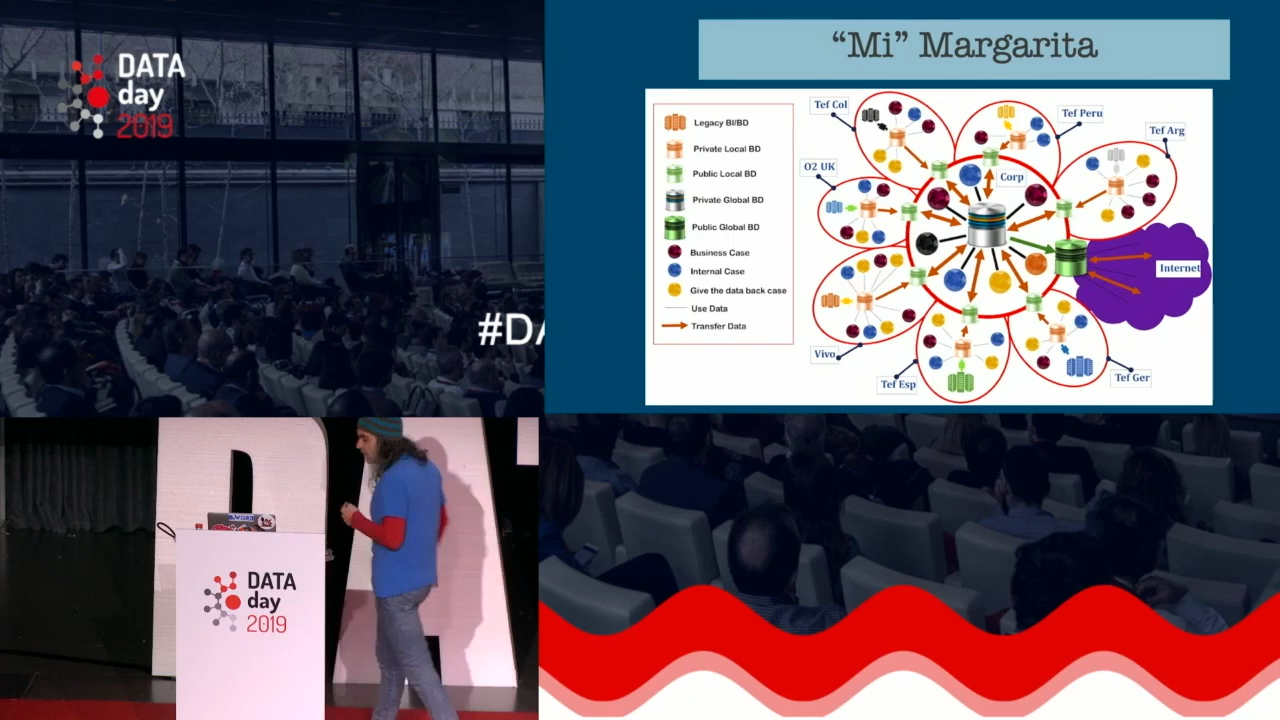 DATA
day
2019
#DA
“Mi” Margarita
Legacy BI/BD
Private Local BD
Public Local BD
Private Global BD
Public Global BD
Business Case
Internal Case
Give the data back case
Use Data
Transfer Data
Tef Col
Tef Peru
Tef Arg
O2 UK
Corp
Internet
Vivo
Tef Esp
Tef Ger
DATA
day
2019